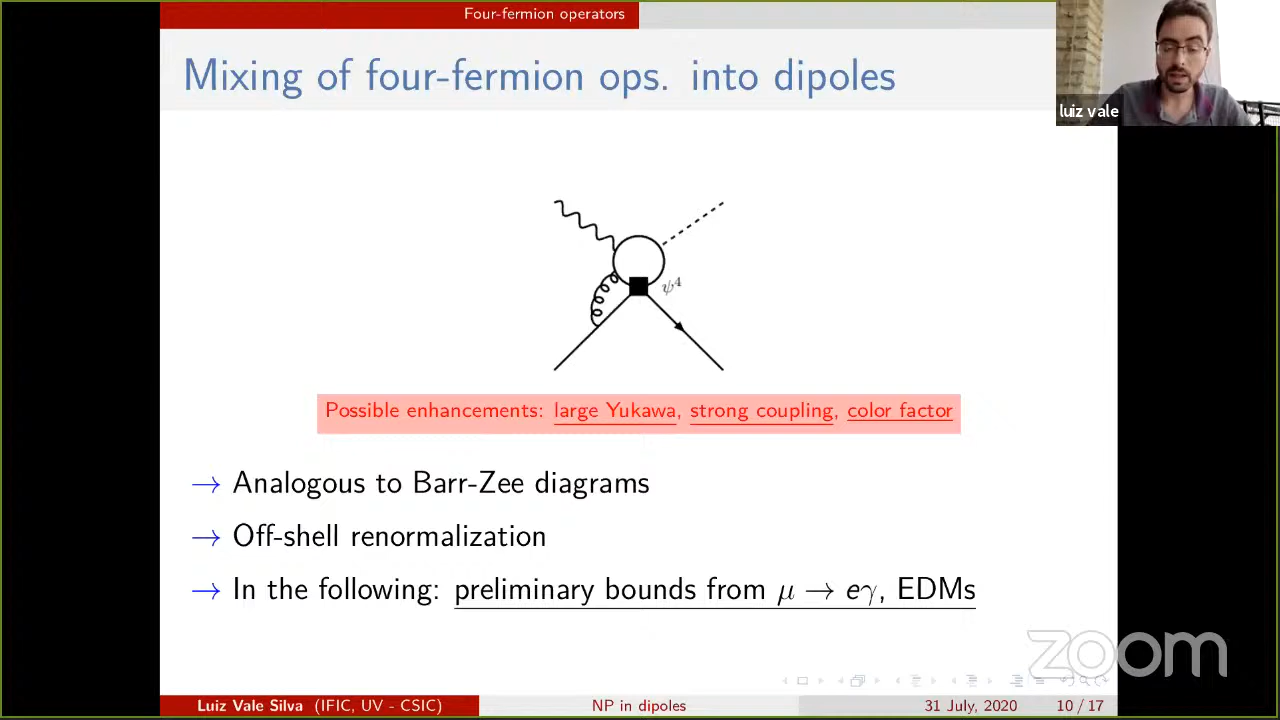 Four-fermion operators
Mixing of four-fermion ops. into dipoles
luiz vale
ψ⁴
Possible enhancements: large Yukawa, strong coupling, color factor
→ Analogous to Barr-Zee diagrams
→ Off-shell renormalization
→ In the following: preliminary bounds from μ → eγ, EDMs
zoom
Luiz Vale Silva (IFIC, UV - CSIC) NP in dipoles 31 July, 2020 10 / 17